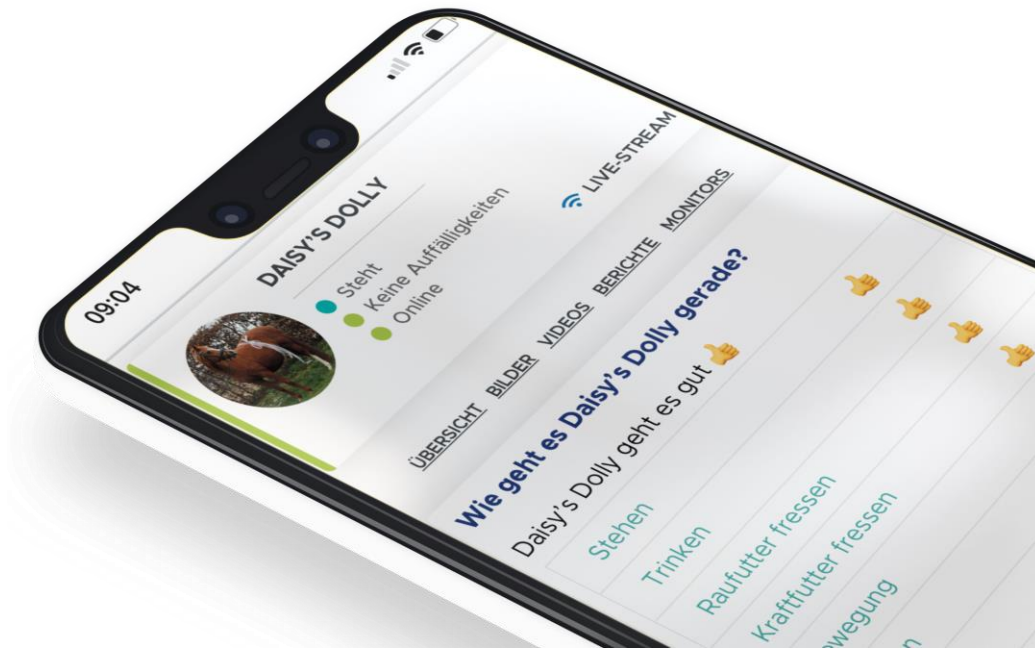 09:04
DAISY'S DOLLY
Steht
Keine Auffälligkeiten
Online
LIVE-STREAM
ÜBERSICHT BILDER VIDEOS BERICHTE MONITORS
Wie geht es Daisy's Dolly gerade?
Daisy's Dolly geht es gut 👍
Stehen 👍
Trinken 👍
Raufutter fressen 👍
Kraftfutter fressen 👍